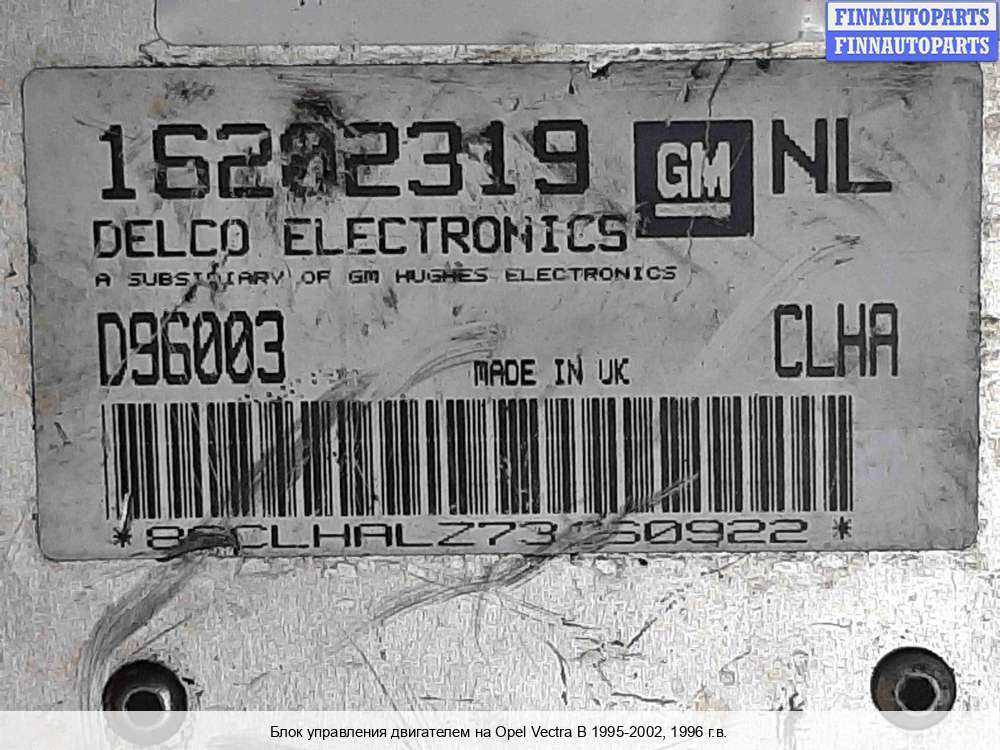 FINNAUTOPARTS
FINNAUTOPARTS
16202319 GM NL
DELCO ELECTRONICS
A SUBSIDIARY OF GM HUGHES ELECTRONICS
D96003 MADE IN UK CLHA
Блок управления двигателем на Opel Vectra B 1995-2002, 1996 г.в.